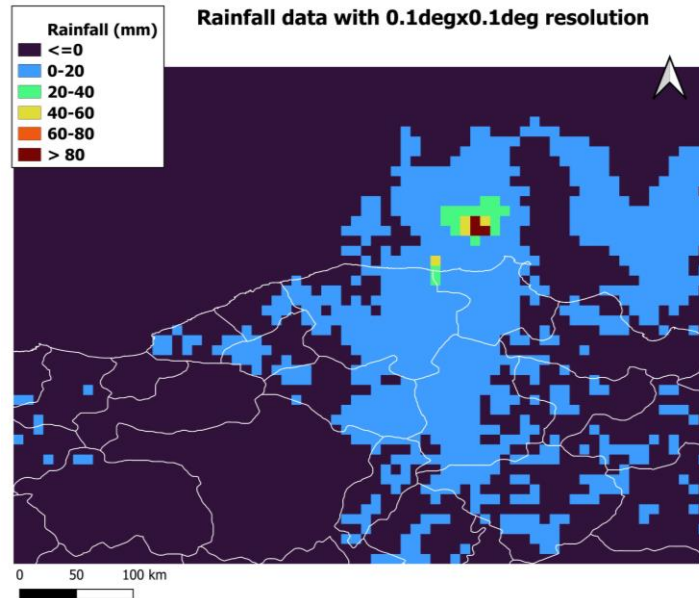 Rainfall data with 0.1degx0.1deg resolution
Rainfall (mm)
<=0
0-20
20-40
40-60
60-80
> 80
0 50 100 km